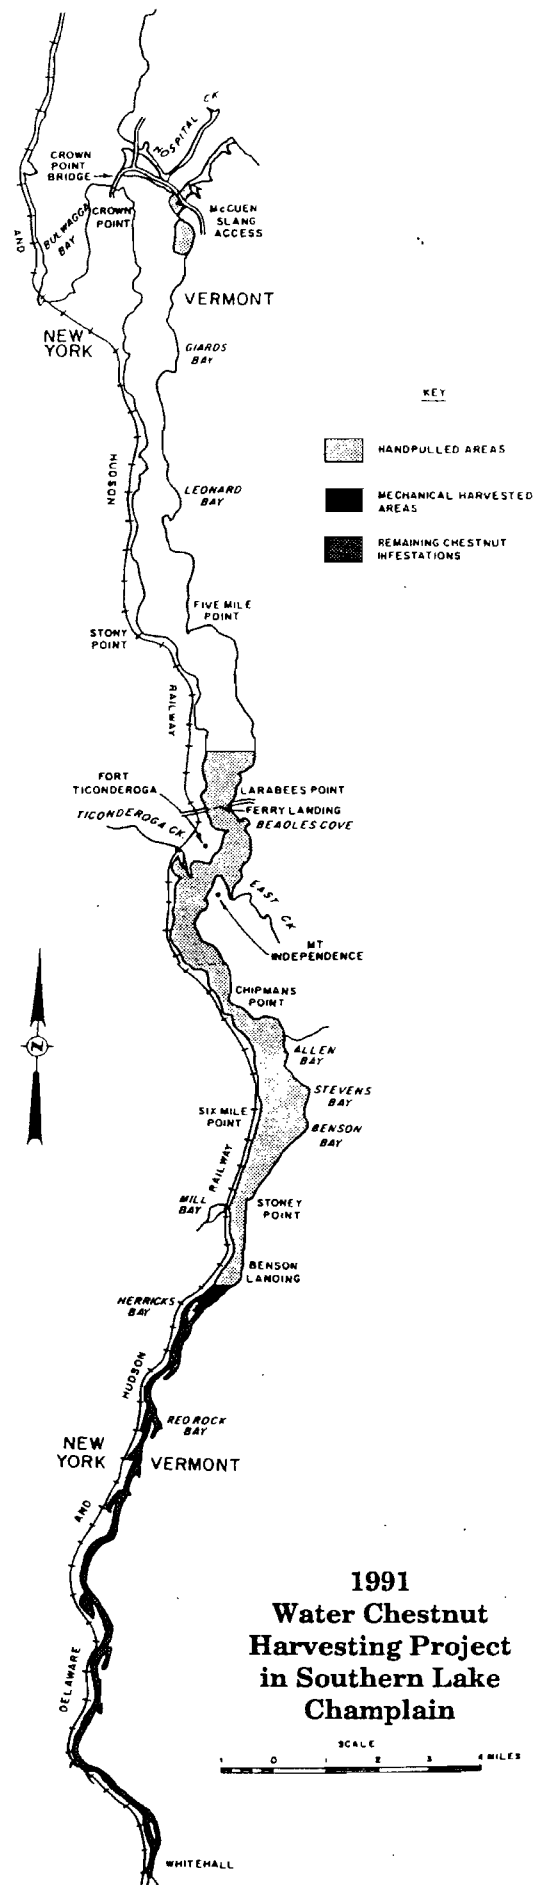 HOSPITAL CK
CROWN
POINT
BRIDGE
McCUEN
SLANG
ACCESS
CROWN
POINT
BULWAGGA
BAY
AND
VERMONT
NEW
YORK
GIARDS
BAY
KEY
HANDPULLED AREAS
HUDSON
LEONARD
BAY
MECHANICAL HARVESTED
AREAS
REMAINING CHESTNUT
INFESTATIONS
FIVE MILE
POINT
STONY
POINT
RAILWAY
FORT
TICONDEROGA
LARABEES POINT
FERRY LANDING
TICONDEROGA CK.
BEADLES COVE
EAST CK
MT
INDEPENDENCE
CHIPMANS
POINT
N
ALLEN
BAY
STEVENS
BAY
SIX MILE
POINT
BENSON
BAY
RAILWAY
MILL
BAY
STONEY
POINT
BENSON
LANDING
HERRICKS
BAY
HUDSON
RED ROCK
BAY
NEW
YORK
VERMONT
AND
1991
Water Chestnut
Harvesting Project
in Southern Lake
Champlain
DELAWARE
SCALE
1 0 1 2 3 4 MILES
WHITEHALL